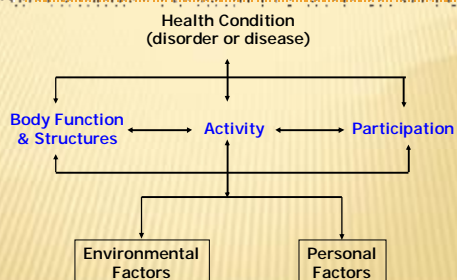 Health Condition
(disorder or disease)
Body Function
& Structures
Activity
Participation
Environmental
Factors
Personal
Factors